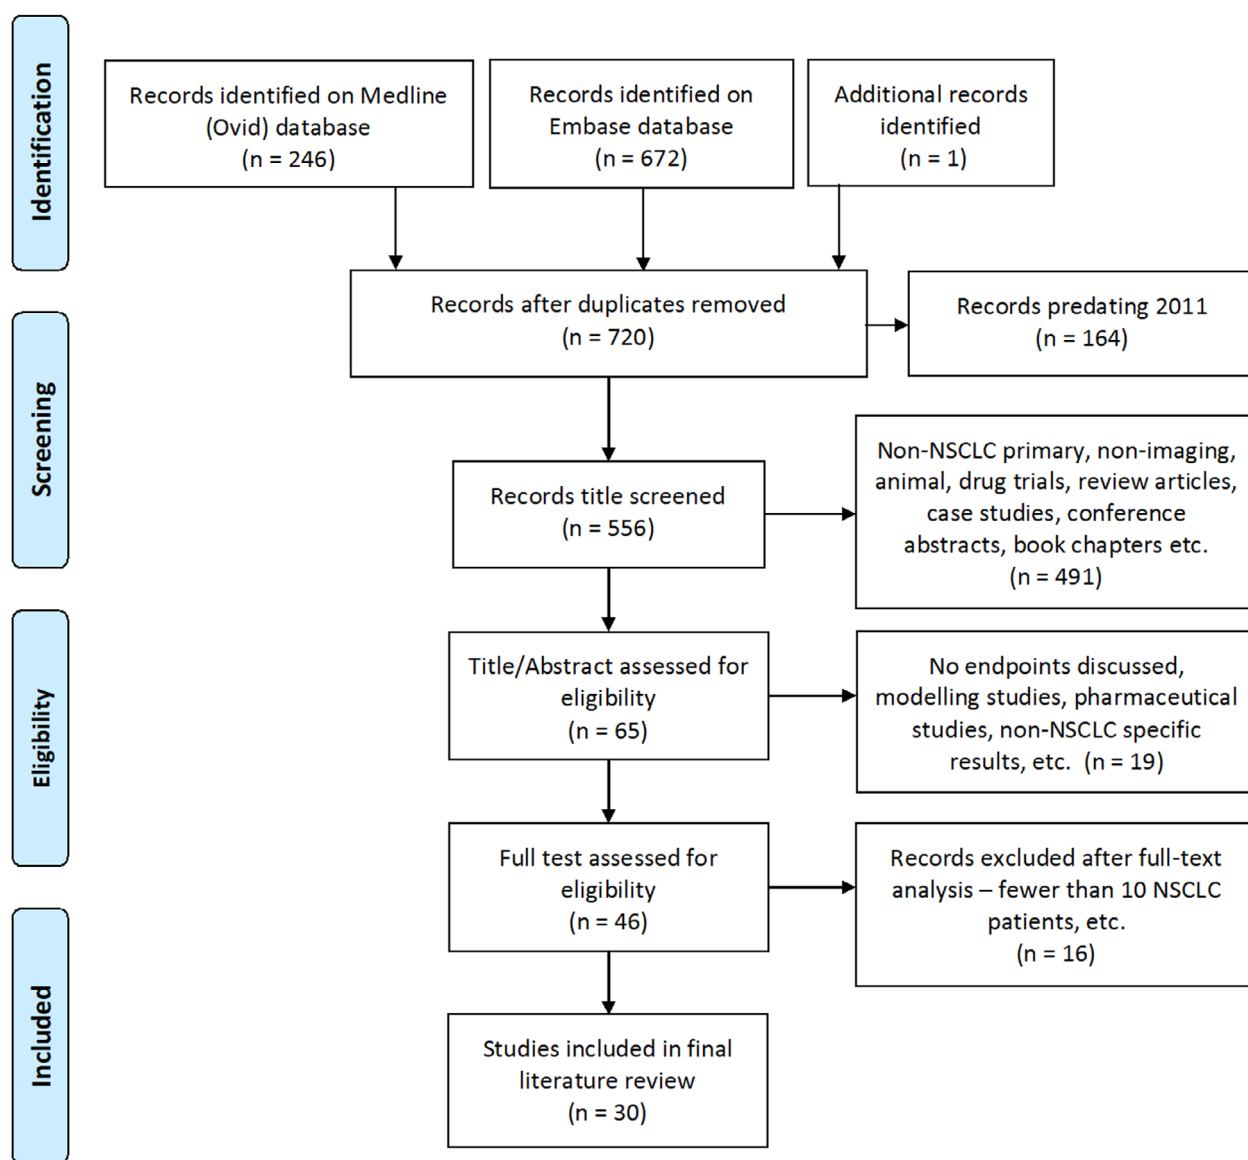 Identification
Records identified on Medline
(Ovid) database
(n = 246)
Records identified on
Embase database
(n = 672)
Additional records
identified
(n = 1)
Records after duplicates removed
(n = 720)
Records predating 2011
(n = 164)
Screening
Records title screened
(n = 556)
Non-NSCLC primary, non-imaging,
animal, drug trials, review articles,
case studies, conference
abstracts, book chapters etc.
(n = 491)
Eligibility
Title/Abstract assessed for
eligibility
(n = 65)
No endpoints discussed,
modelling studies, pharmaceutical
studies, non-NSCLC specific
results, etc. (n = 19)
Full test assessed for
eligibility
(n = 46)
Records excluded after full-text
analysis – fewer than 10 NSCLC
patients, etc.
(n = 16)
Included
Studies included in final
literature review
(n = 30)